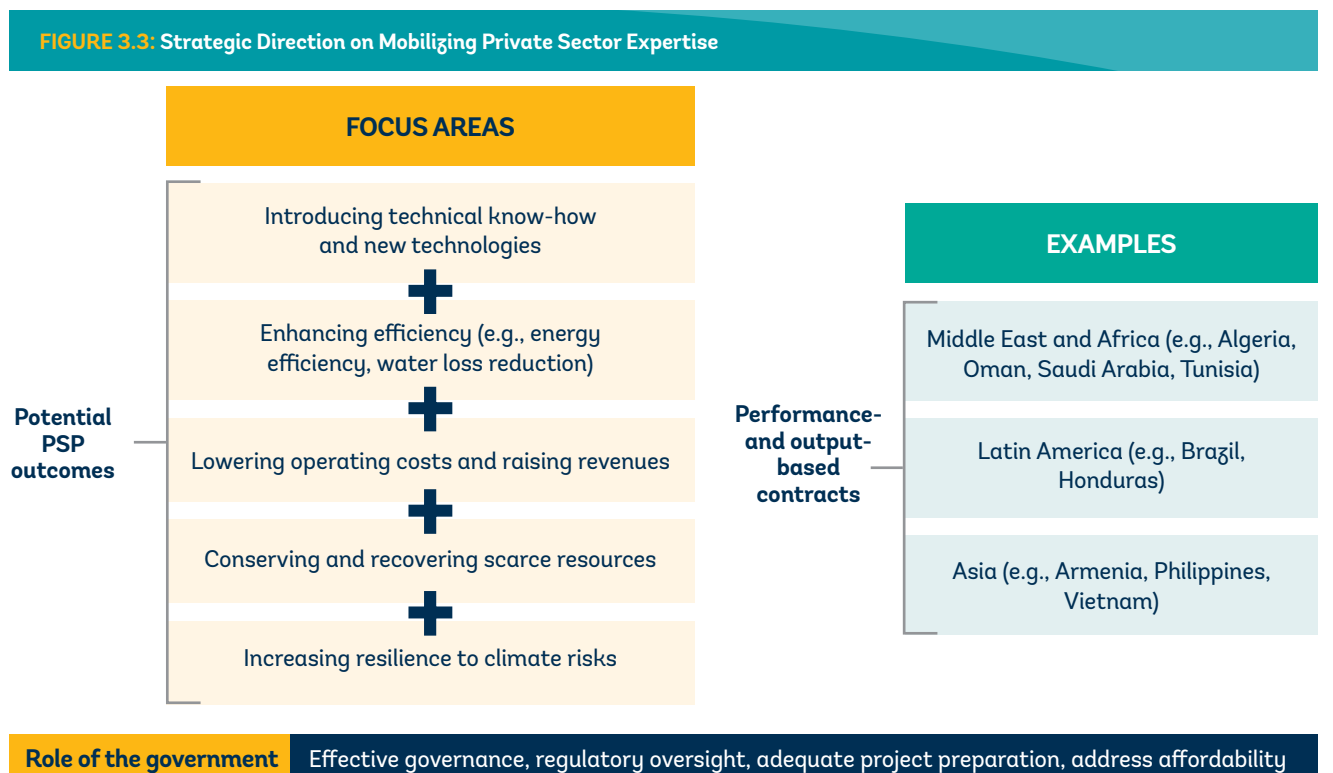 FIGURE 3.3: Strategic Direction on Mobilizing Private Sector Expertise
FOCUS AREAS
Potential
PSP
outcomes
Introducing technical know-how
and new technologies
Enhancing efficiency (e.g., energy
efficiency, water loss reduction)
Lowering operating costs and raising revenues
Conserving and recovering scarce resources
Increasing resilience to climate risks
EXAMPLES
Performance-
and output-
based
contracts
Middle East and Africa (e.g., Algeria,
Oman, Saudi Arabia, Tunisia)
Latin America (e.g., Brazil,
Honduras)
Asia (e.g., Armenia, Philippines,
Vietnam)
Role of the government Effective governance, regulatory oversight, adequate project preparation, address affordability